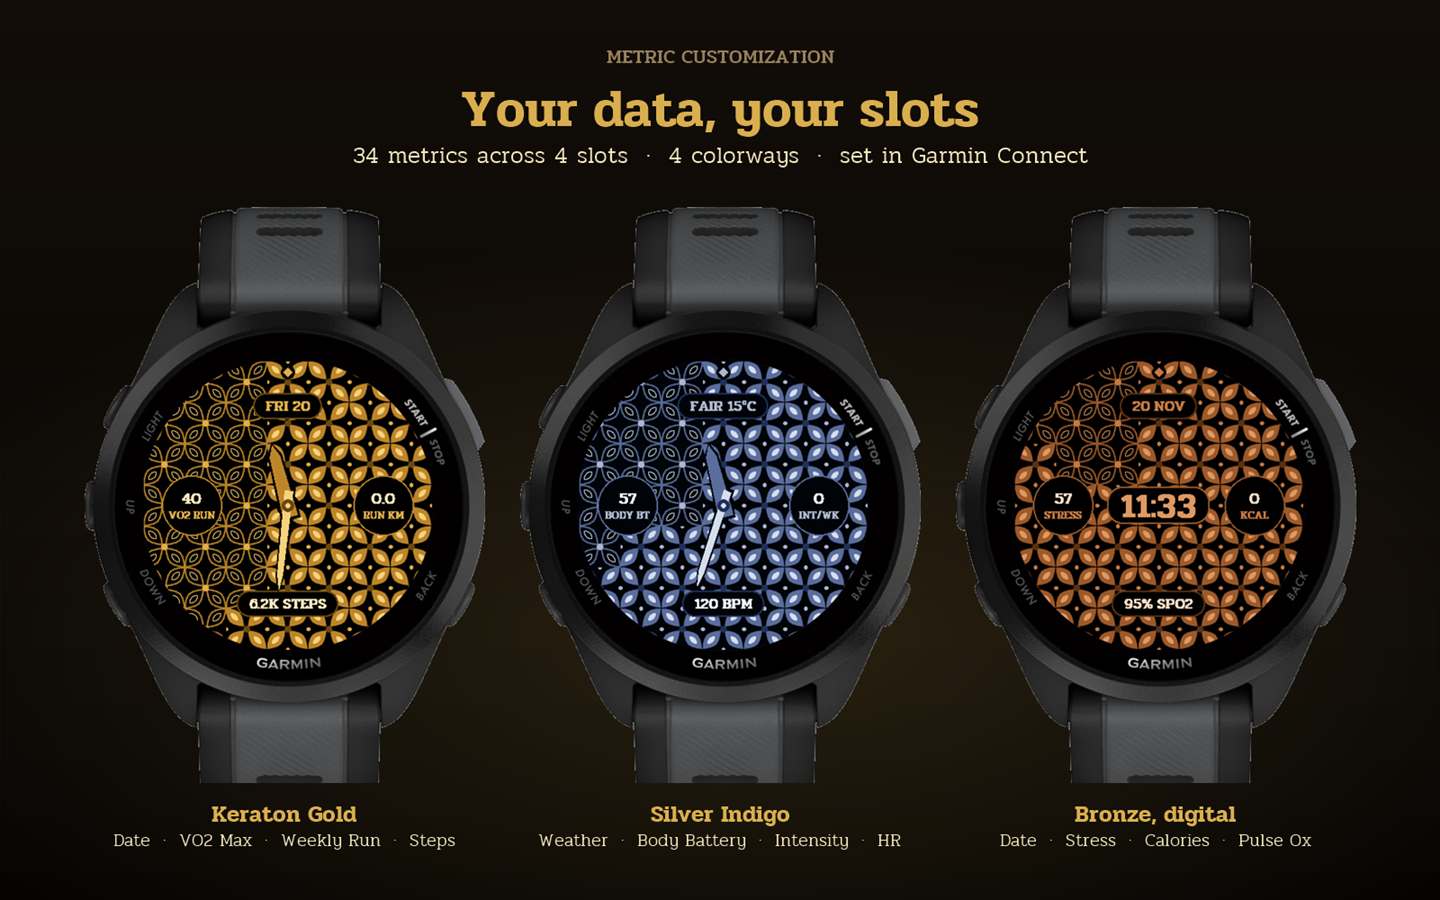 METRIC CUSTOMIZATION
Your data, your slots
34 metrics across 4 slots · 4 colorways · set in Garmin Connect
LIGHT
START
STOP
UP
DOWN
BACK
FRI 20
40
VO2 RUN
0.0
RUN KM
6.2K STEPS
GARMIN
LIGHT
START
STOP
UP
DOWN
BACK
FAIR 15°C
57
BODY BT
0
INT/WK
120 BPM
GARMIN
LIGHT
START
STOP
UP
DOWN
BACK
20 NOV
57
STRESS
11:33
0
KCAL
95% SPO2
GARMIN
Keraton Gold
Date · VO2 Max · Weekly Run · Steps
Silver Indigo
Weather · Body Battery · Intensity · HR
Bronze, digital
Date · Stress · Calories · Pulse Ox